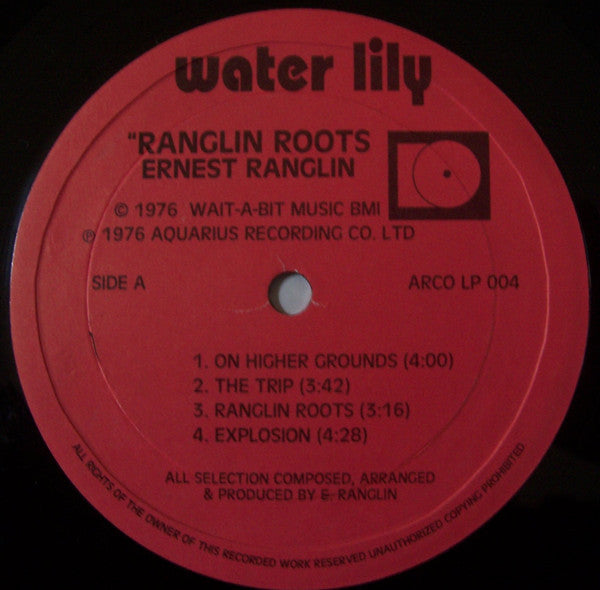 water lily
"RANGLIN ROOTS
ERNEST RANGLIN
© 1976 WAIT-A-BIT MUSIC BMI
℗ 1976 AQUARIUS RECORDING CO. LTD
SIDE A
ARCO LP 004
1. ON HIGHER GROUNDS (4:00)
2. THE TRIP (3:42)
3. RANGLIN ROOTS (3:16)
4. EXPLOSION (4:28)
ALL SELECTION COMPOSED, ARRANGED
& PRODUCED BY E. RANGLIN
ALL RIGHTS OF THE OWNER OF THIS RECORDED WORK RESERVED. UNAUTHORIZED COPYING PROHIBITED.